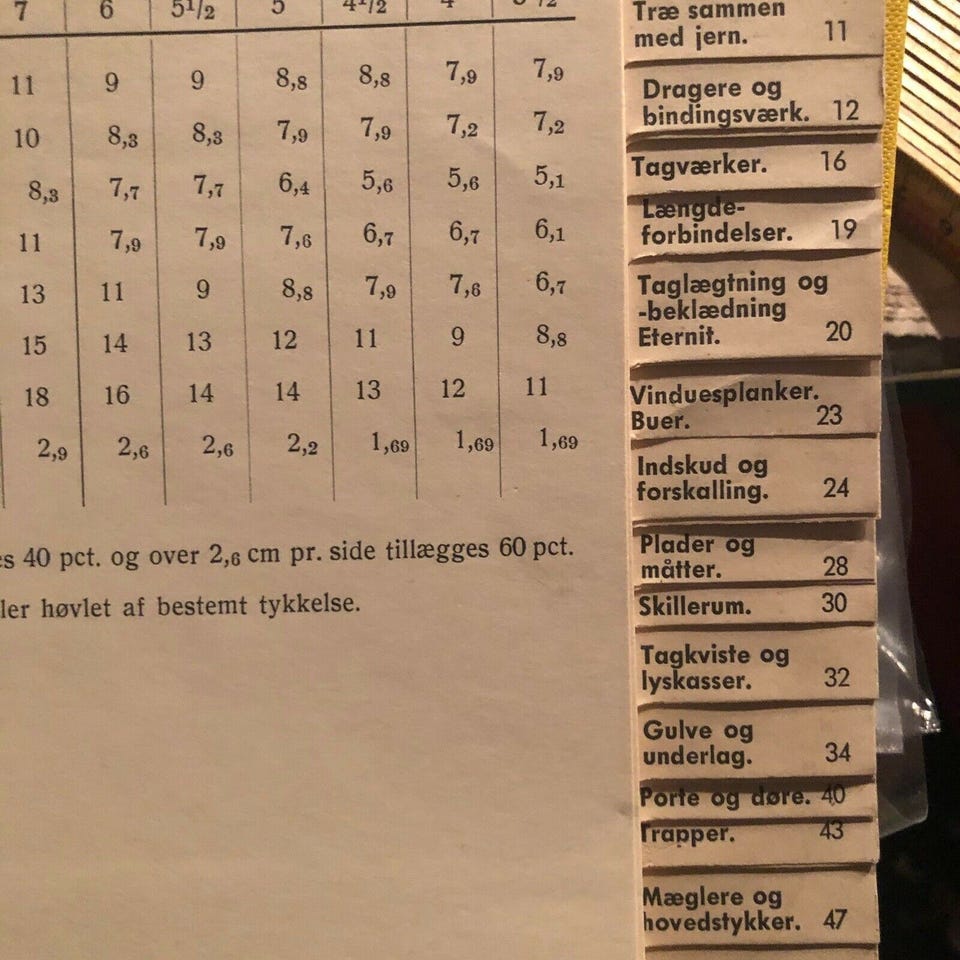 7 6 5 1/2 5 4 1/2 4
11 9 9 8,8 8,8 7,9 7,9
10 8,3 8,3 7,9 7,9 7,2 7,2
8,3 7,7 7,7 6,4 5,6 5,6 5,1
11 7,9 7,9 7,6 6,7 6,7 6,1
13 11 9 8,8 7,9 7,6 6,7
15 14 13 12 11 9 8,8
18 16 14 14 13 12 11
2,9 2,6 2,6 2,2 1,69 1,69 1,69
40 pct. og over 2,6 cm pr. side tillægges 60 pct.
høvlet af bestemt tykkelse.
Træ sammen
med jern. 11
Dragere og
bindingsværk. 12
Tagværker. 16
Længde-
forbindelser. 19
Taglægtning og
-beklædning
Eternit. 20
Vinduesplanker.
Buer. 23
Indskud og
forskalling. 24
Plader og
måtter. 28
Skillerum. 30
Tagkviste og
lyskasser. 32
Gulve og
underlag. 34
Porte og døre. 40
Trapper. 43
Mæglere og
hovedstykker. 47